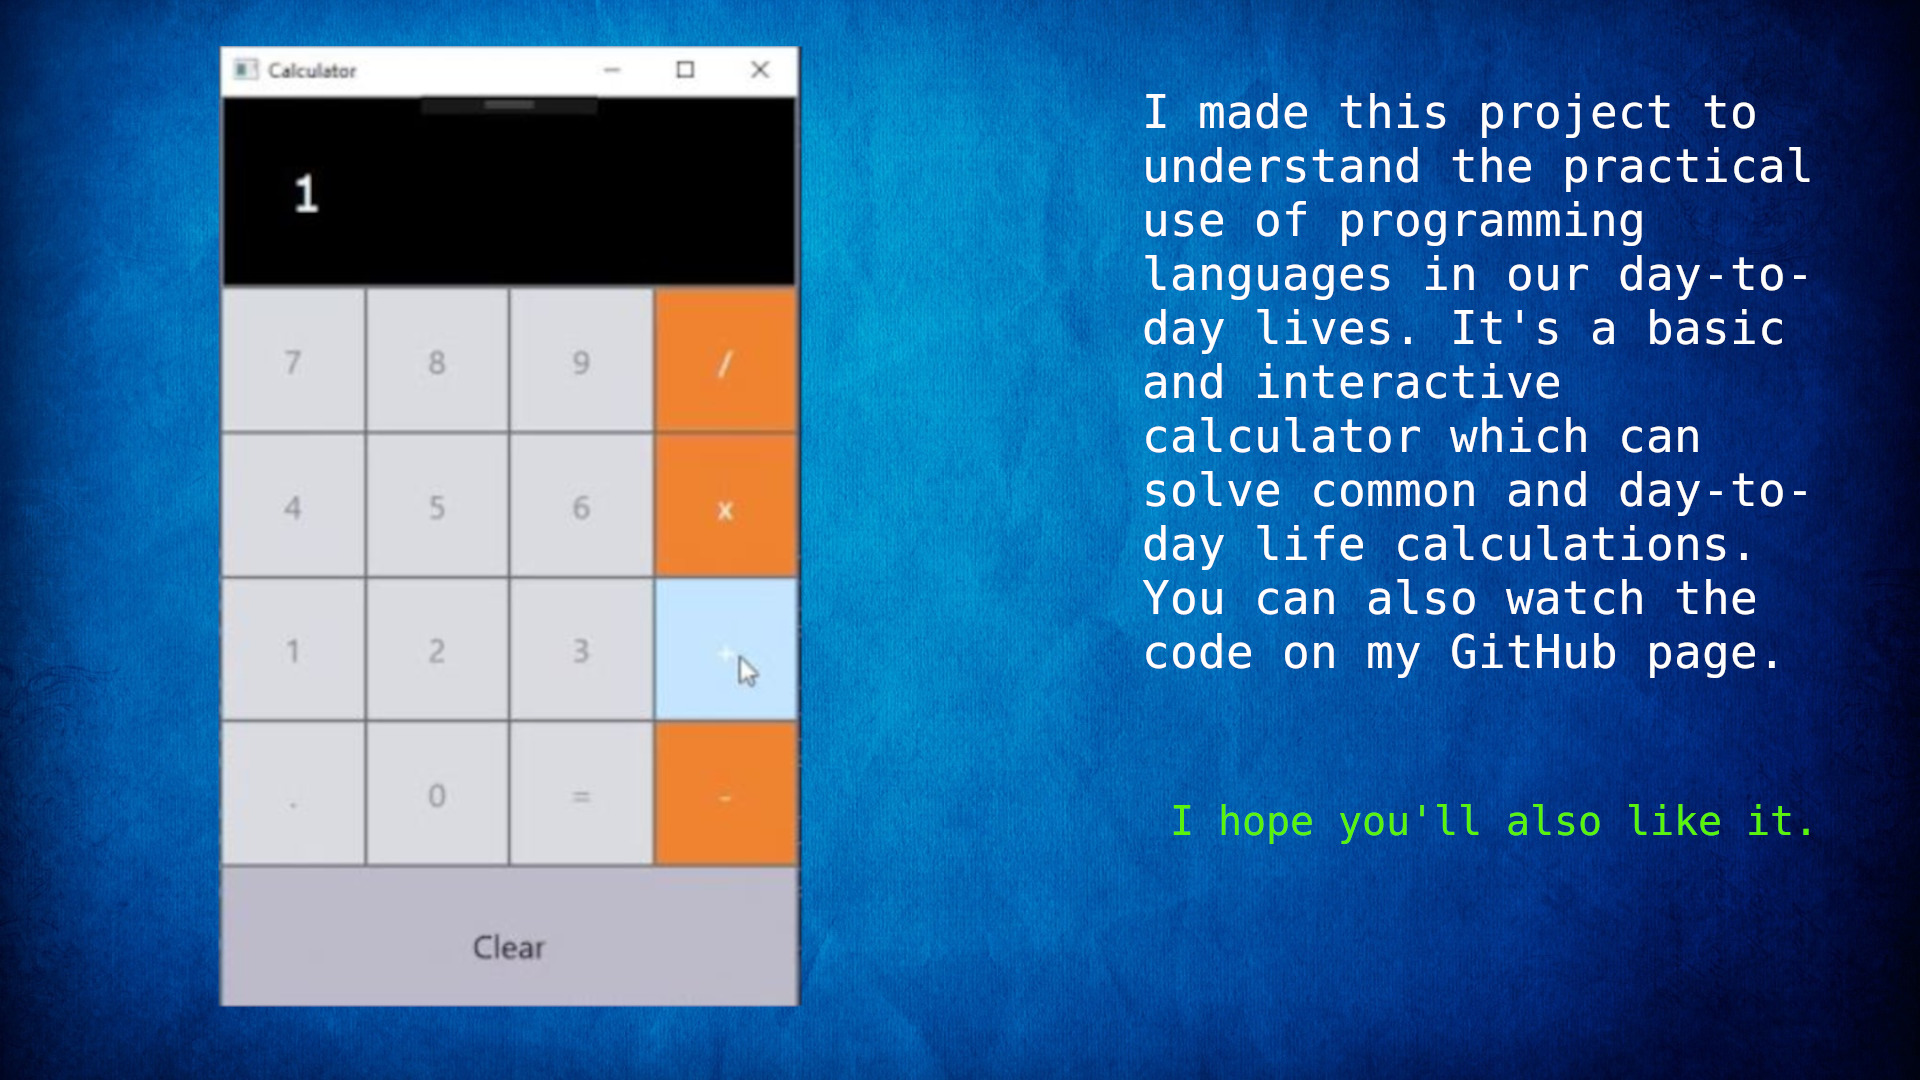 Calculator
1
7 8 9 /
4 5 6 x
1 2 3 +
. 0 = -
Clear
I made this project to
understand the practical
use of programming
languages in our day-to-
day lives. It's a basic
and interactive
calculator which can
solve common and day-to-
day life calculations.
You can also watch the
code on my GitHub page.
I hope you'll also like it.